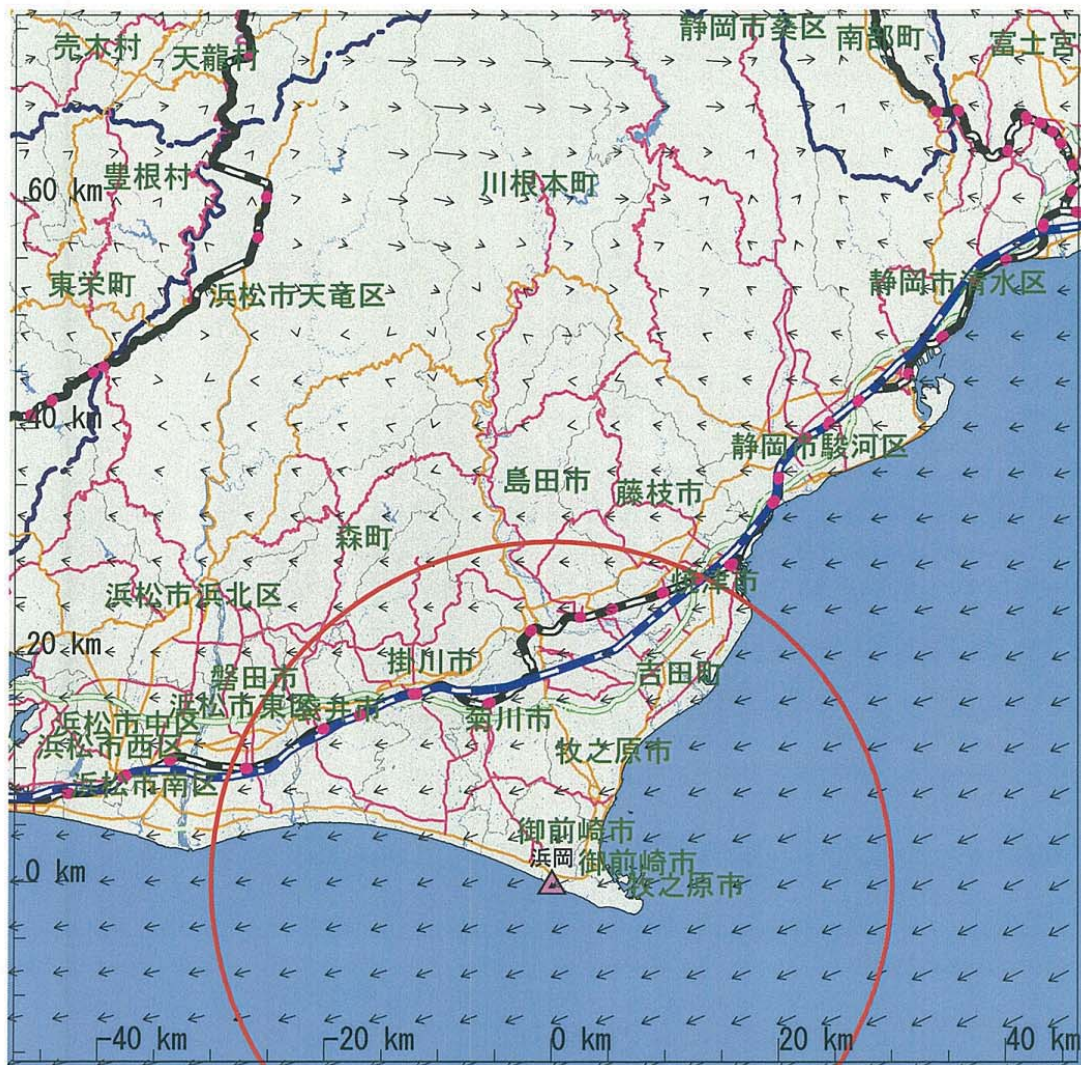 売木村
天龍村
静岡市葵区
南部町
富士宮
豊根村
60 km
川根本町
東栄町
浜松市天竜区
静岡市清水区
40 km
静岡市駿河区
島田市
藤枝市
森町
焼津市
浜松市浜北区
20 km
掛川市
磐田市
吉田町
浜松市東区
袋井市
菊川市
浜松市中区
浜松市西区
牧之原市
浜松市南区
御前崎市
浜岡
御前崎市
0 km
牧之原市
-40 km
-20 km
0 km
20 km
40 km